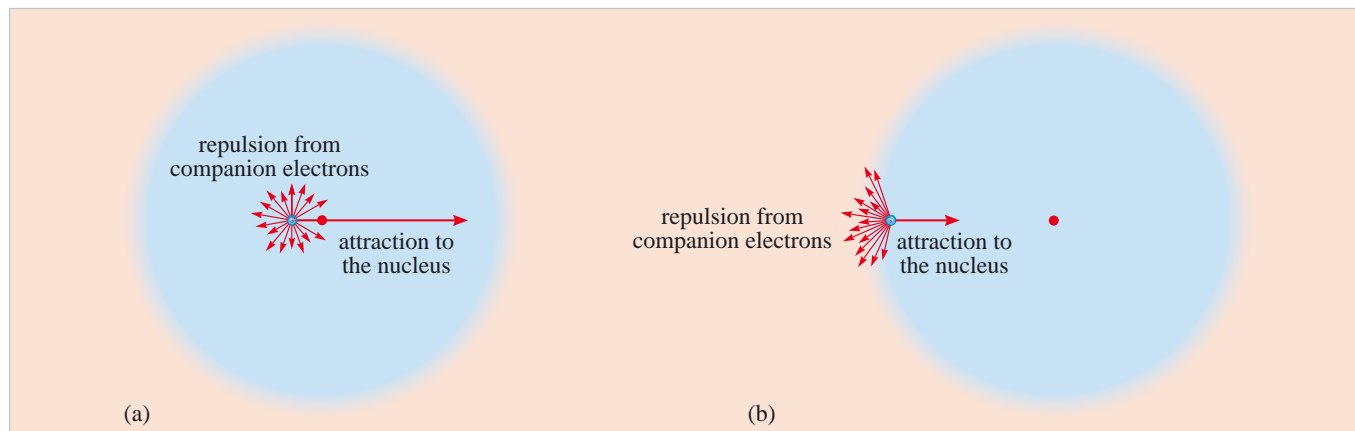 repulsion from
companion electrons
attraction to
the nucleus
(a)
repulsion from
companion electrons
attraction to
the nucleus
(b)